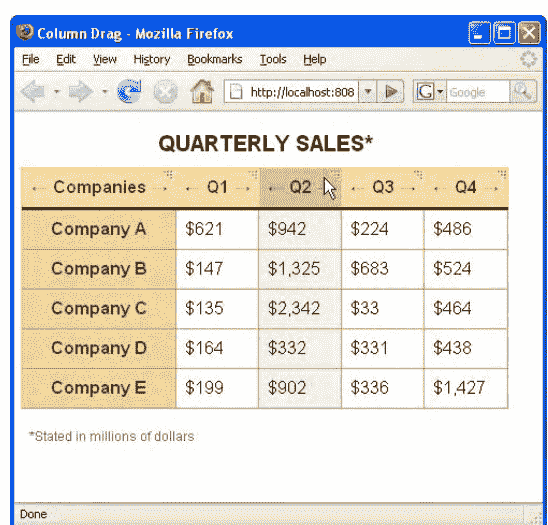 Column Drag - Mozilla Firefox
File Edit View History Bookmarks Tools Help
http://localhost:808 G Google
QUARTERLY SALES*
← Companies → ← Q1 → ← Q2 → ← Q3 → ← Q4 →
Company A $621 $942 $224 $486
Company B $147 $1,325 $683 $524
Company C $135 $2,342 $33 $464
Company D $164 $332 $331 $438
Company E $199 $902 $336 $1,427
*Stated in millions of dollars
Done